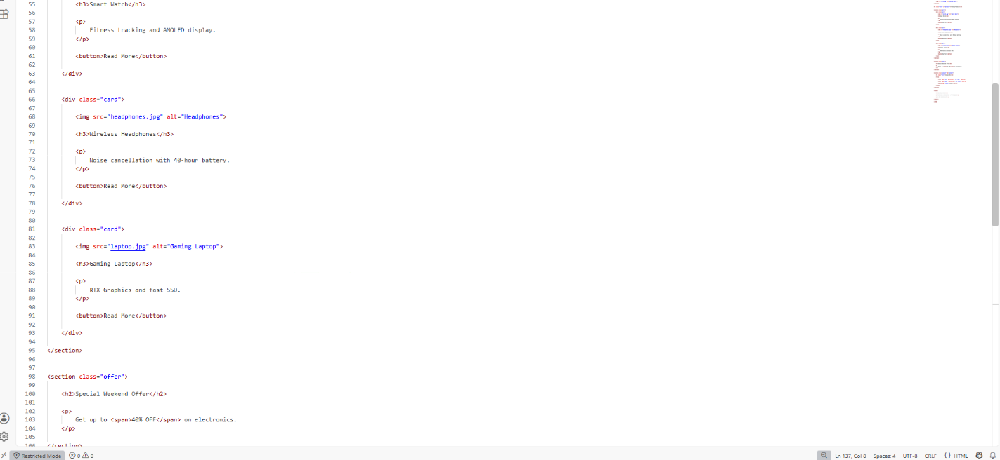 55 <h3>Smart Watch</h3>
56
57 <p>
58 Fitness tracking and AMOLED display.
59 </p>
60
61 <button>Read More</button>
62
63 </div>
64
65
66 <div class="card">
67
68 <img src="headphones.jpg" alt="Headphones">
69
70 <h3>Wireless Headphones</h3>
71
72 <p>
73 Noise cancellation with 40-hour battery.
74 </p>
75
76 <button>Read More</button>
77
78 </div>
79
80
81 <div class="card">
82
83 <img src="laptop.jpg" alt="Gaming Laptop">
84
85 <h3>Gaming Laptop</h3>
86
87 <p>
88 RTX Graphics and fast SSD.
89 </p>
90
91 <button>Read More</button>
92
93 </div>
94
95 </section>
96
97
98 <section class="offer">
99
100 <h2>Special Weekend Offer</h2>
101
102 <p>
103 Get up to <span>40% OFF</span> on electronics.
104 </p>
105
106 </section>
Restricted Mode 0 0 Ln 137, Col 8 Spaces: 4 UTF-8 CRLF {} HTML